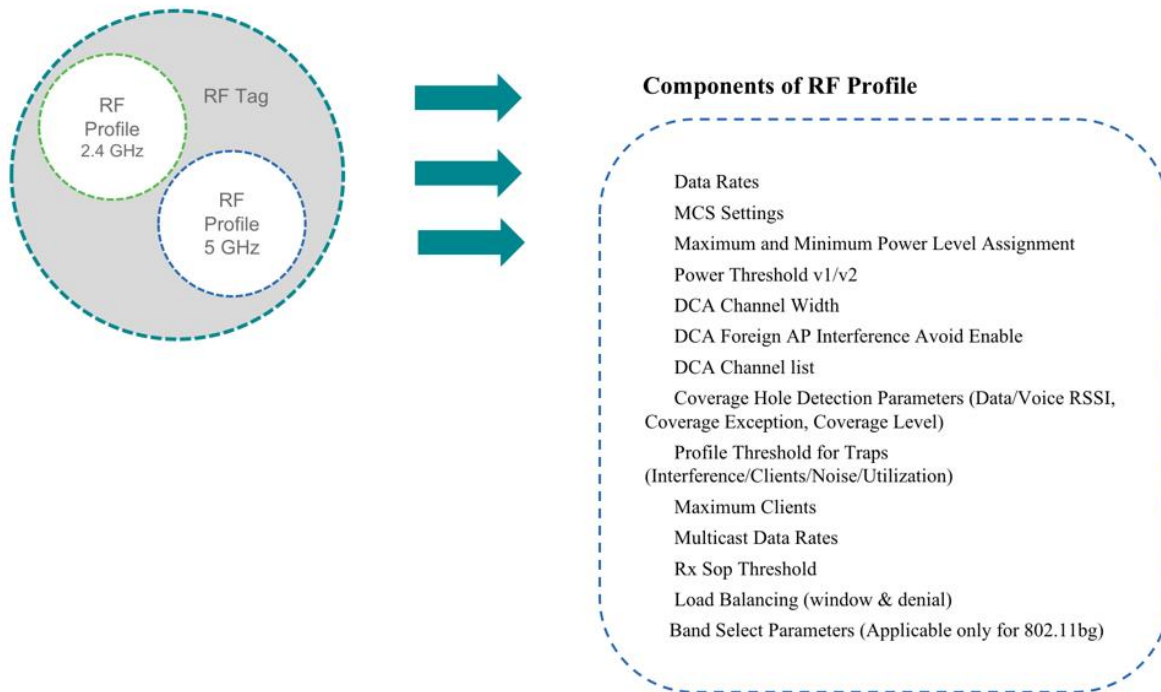 RF Tag
RF
Profile
2.4 GHz
RF
Profile
5 GHz
Components of RF Profile
Data Rates
MCS Settings
Maximum and Minimum Power Level Assignment
Power Threshold v1/v2
DCA Channel Width
DCA Foreign AP Interference Avoid Enable
DCA Channel list
Coverage Hole Detection Parameters (Data/Voice RSSI,
Coverage Exception, Coverage Level)
Profile Threshold for Traps
(Interference/Clients/Noise/Utilization)
Maximum Clients
Multicast Data Rates
Rx Sop Threshold
Load Balancing (window & denial)
Band Select Parameters (Applicable only for 802.11bg)